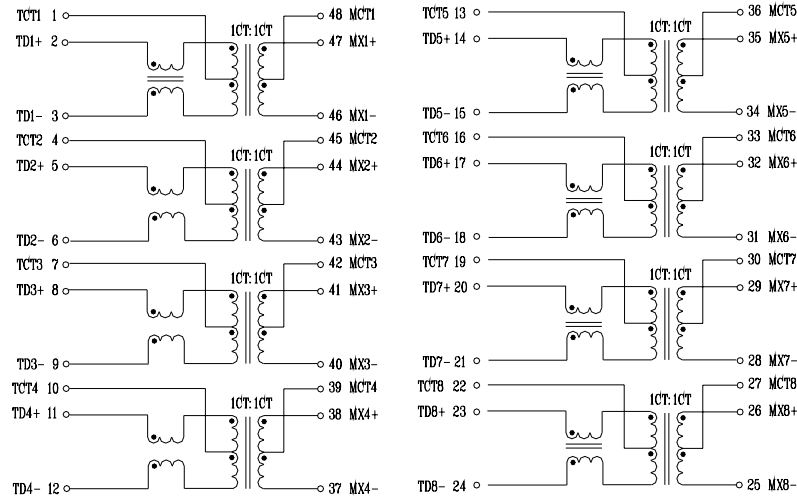 TCT1 1
1CT:1CT
48 MCT1
TD1+ 2
47 MX1+
TD1- 3
46 MX1-
TCT2 4
1CT:1CT
45 MCT2
TD2+ 5
44 MX2+
TD2- 6
43 MX2-
TCT3 7
1CT:1CT
42 MCT3
TD3+ 8
41 MX3+
TD3- 9
40 MX3-
TCT4 10
1CT:1CT
39 MCT4
TD4+ 11
38 MX4+
TD4- 12
37 MX4-
TCT5 13
1CT:1CT
36 MCT5
TD5+ 14
35 MX5+
TD5- 15
34 MX5-
TCT6 16
1CT:1CT
33 MCT6
TD6+ 17
32 MX6+
TD6- 18
31 MX6-
TCT7 19
1CT:1CT
30 MCT7
TD7+ 20
29 MX7+
TD7- 21
28 MX7-
TCT8 22
1CT:1CT
27 MCT8
TD8+ 23
26 MX8+
TD8- 24
25 MX8-